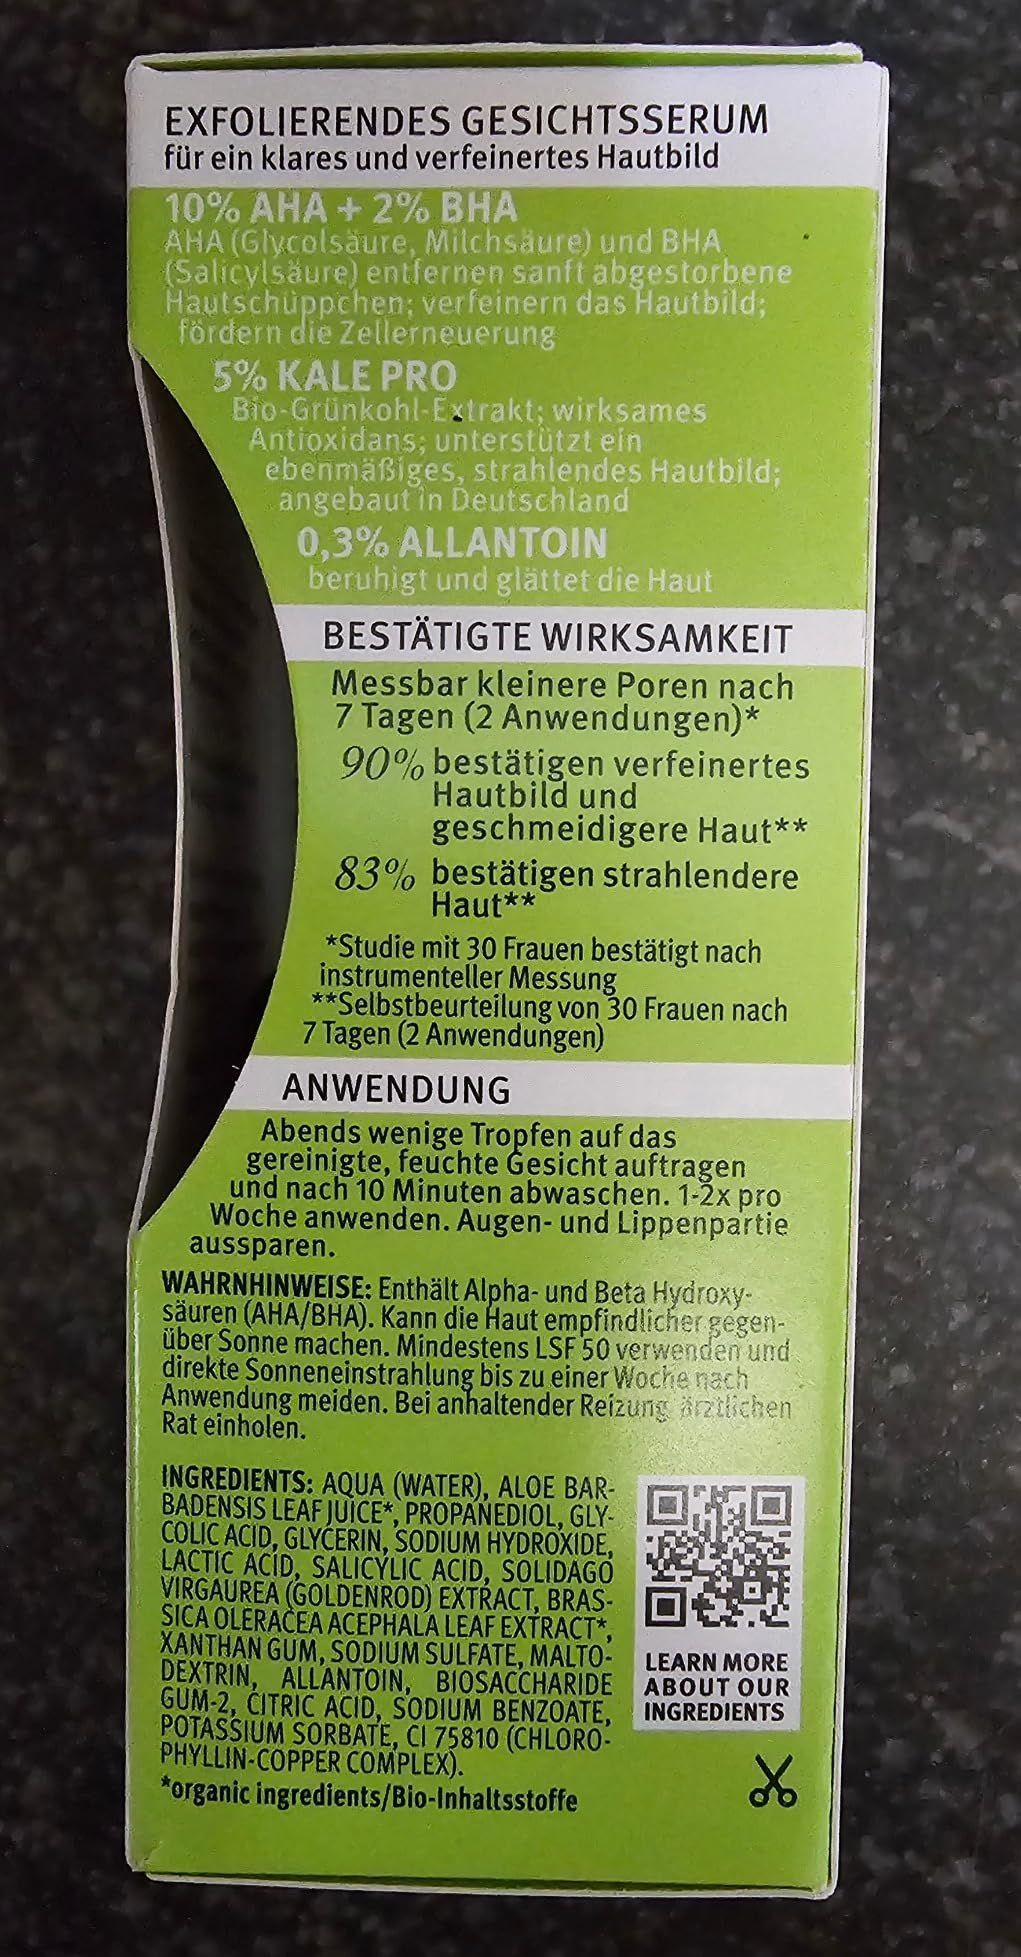 EXFOLIERENDES GESICHTSSERUM
für ein klares und verfeinertes Hautbild
10% AHA + 2% BHA
AHA (Glycolsäure, Milchsäure) und BHA
(Salicylsäure) entfernen sanft abgestorbene
Hautschüppchen; verfeinern das Hautbild;
fördern die Zellerneuerung
5% KALE PRO
Bio-Grünkohl-Extrakt; wirksames
Antioxidans; unterstützt ein
ebenmäßiges, strahlendes Hautbild;
angebaut in Deutschland
0,3% ALLANTOIN
beruhigt und glättet die Haut
BESTÄTIGTE WIRKSAMKEIT
Messbar kleinere Poren nach
7 Tagen (2 Anwendungen)*
90% bestätigen verfeinertes
Hautbild und
geschmeidigere Haut**
83% bestätigen strahlendere
Haut**
*Studie mit 30 Frauen bestätigt nach
instrumenteller Messung
**Selbstbeurteilung von 30 Frauen nach
7 Tagen (2 Anwendungen)
ANWENDUNG
Abends wenige Tropfen auf das
gereinigte, feuchte Gesicht auftragen
und nach 10 Minuten abwaschen. 1-2x pro
Woche anwenden. Augen- und Lippenpartie
aussparen.
WAHRNHINWEISE: Enthält Alpha- und Beta Hydroxy-
säuren (AHA/BHA). Kann die Haut empfindlicher gegen-
über Sonne machen. Mindestens LSF 50 verwenden und
direkte Sonneneinstrahlung bis zu einer Woche nach
Anwendung meiden. Bei anhaltender Reizung ärztlichen
Rat einholen.
INGREDIENTS: AQUA (WATER), ALOE BAR-
BADENSIS LEAF JUICE*, PROPANEDIOL, GLY-
COLIC ACID, GLYCERIN, SODIUM HYDROXIDE,
LACTIC ACID, SALICYLIC ACID, SOLIDAGO
VIRGAUREA (GOLDENROD) EXTRACT, BRAS-
SICA OLERACEA ACEPHALA LEAF EXTRACT*,
XANTHAN GUM, SODIUM SULFATE, MALTO-
DEXTRIN, ALLANTOIN, BIOSACCHARIDE
GUM-2, CITRIC ACID, SODIUM BENZOATE,
POTASSIUM SORBATE, CI 75810 (CHLORO-
PHYLLIN-COPPER COMPLEX).
*organic ingredients/Bio-Inhaltsstoffe
LEARN MORE
ABOUT OUR
INGREDIENTS